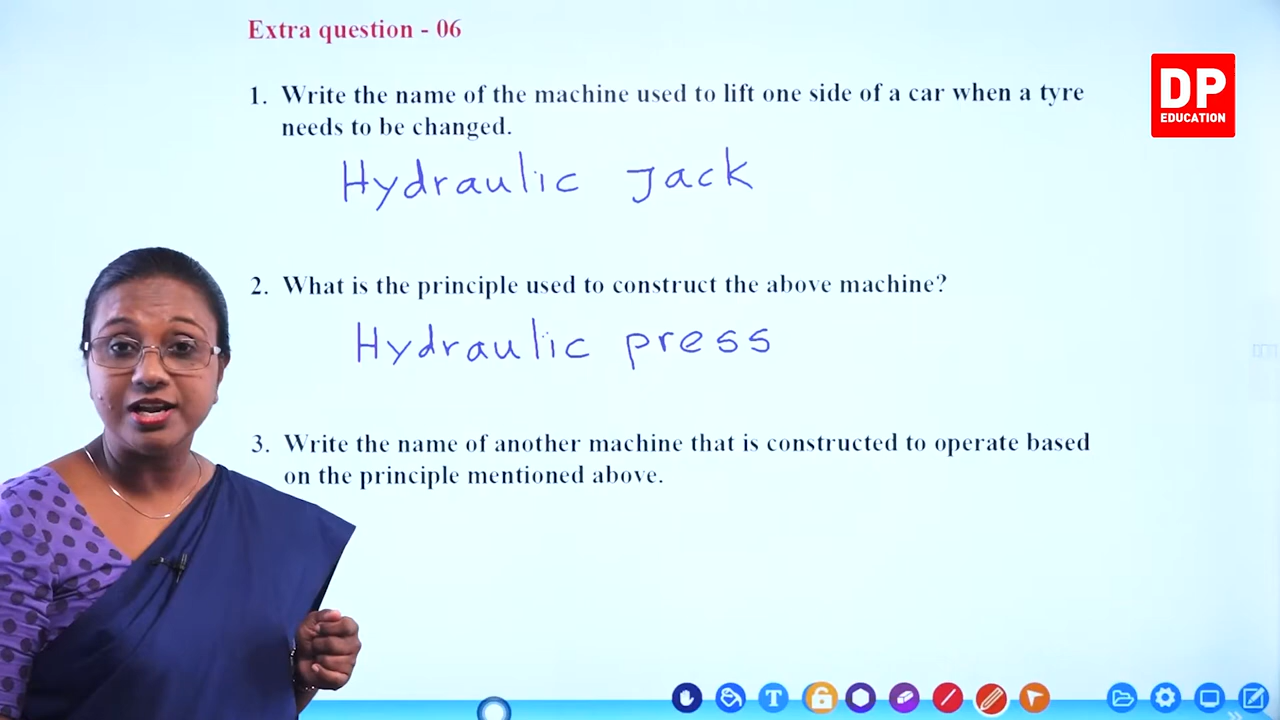 Extra question - 06
DP
EDUCATION
1. Write the name of the machine used to lift one side of a car when a tyre
needs to be changed.
Hydraulic Jack
2. What is the principle used to construct the above machine?
Hydraulic press
3. Write the name of another machine that is constructed to operate based
on the principle mentioned above.
T